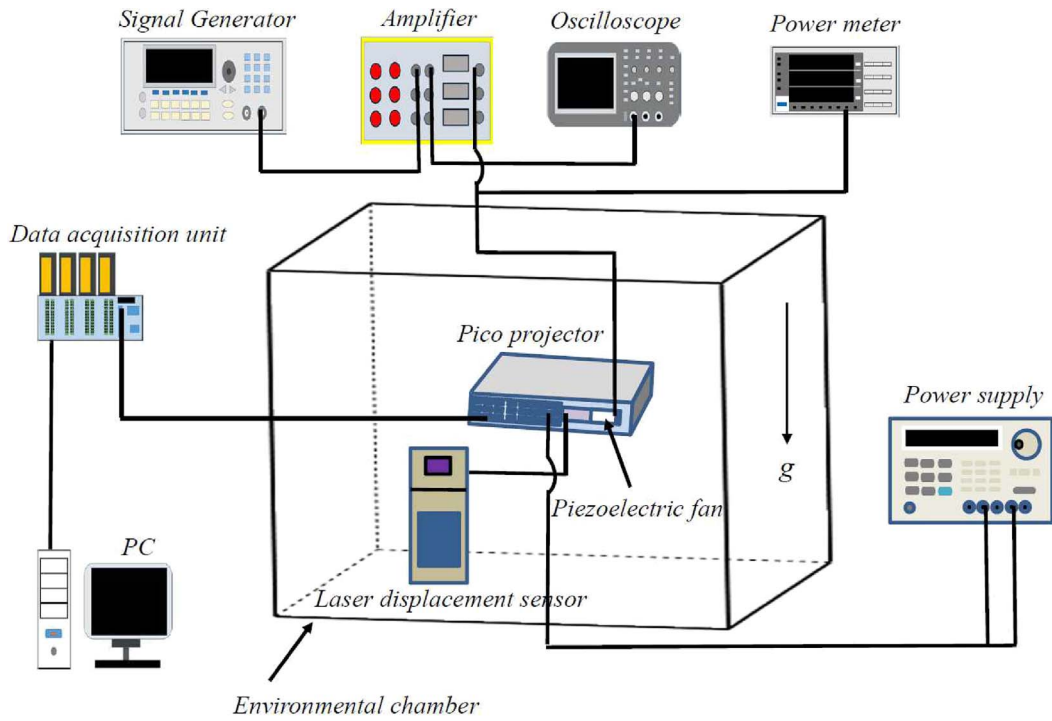 Signal Generator
Amplifier
Oscilloscope
Power meter
Data acquisition unit
Pico projector
Power supply
g
Piezoelectric fan
PC
Laser displacement sensor
Environmental chamber